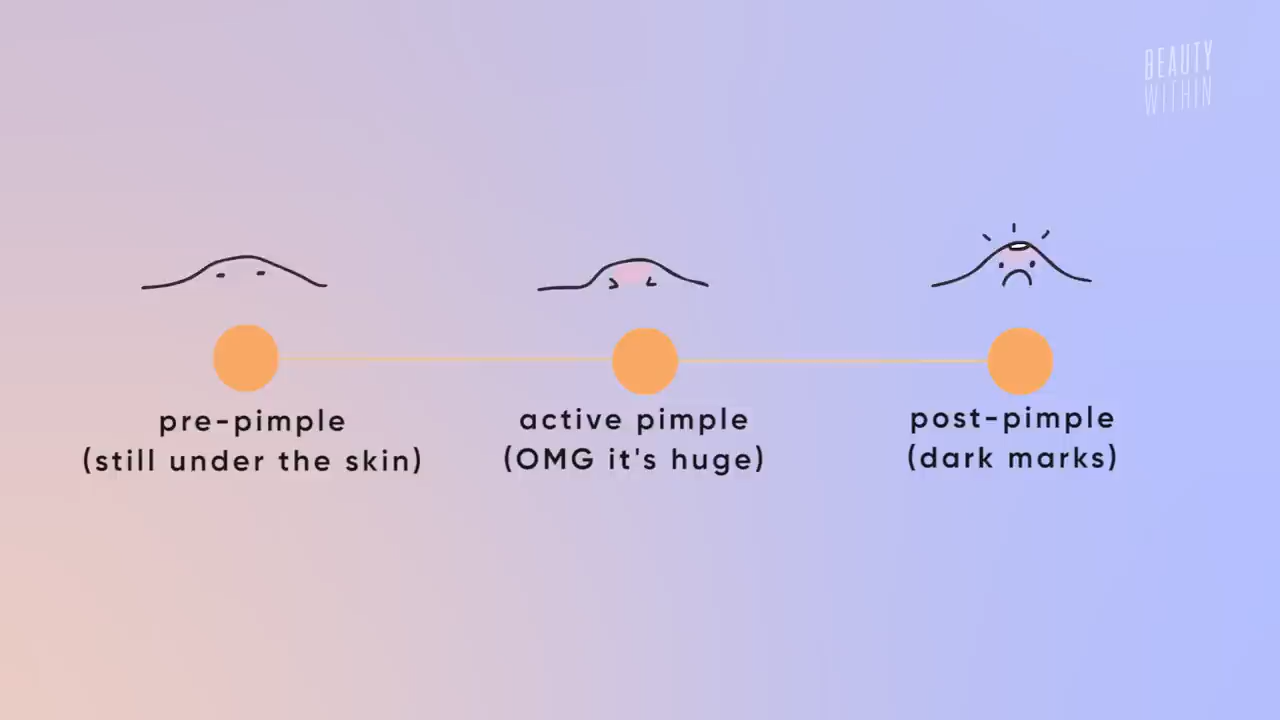 BEAUTY
WITHIN
pre-pimple
(still under the skin)
active pimple
(OMG it's huge)
post-pimple
(dark marks)